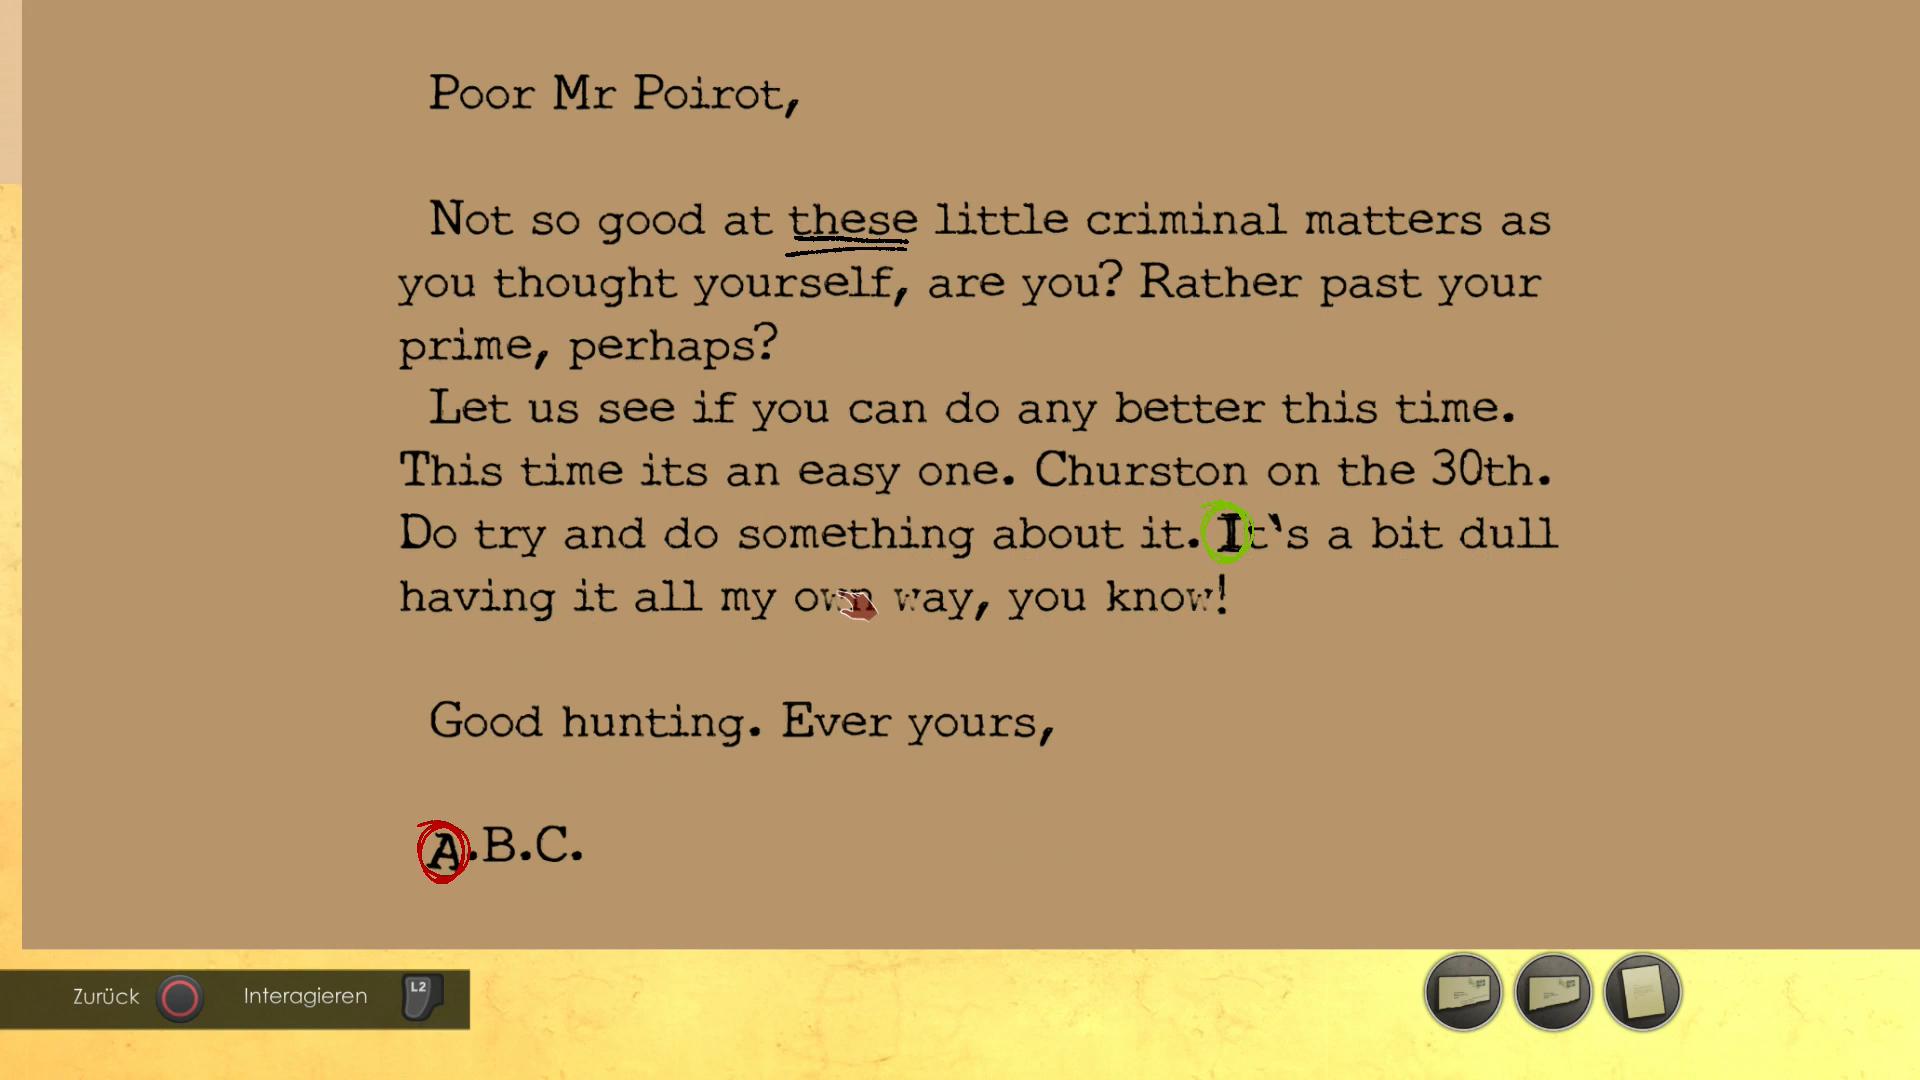 Poor Mr Poirot,
Not so good at these little criminal matters as
you thought yourself, are you? Rather past your
prime, perhaps?
Let us see if you can do any better this time.
This time its an easy one. Churston on the 30th.
Do try and do something about it. It‛s a bit dull
having it all my own way, you know!
Good hunting. Ever yours,
A.B.C.
Zurück Interagieren L2